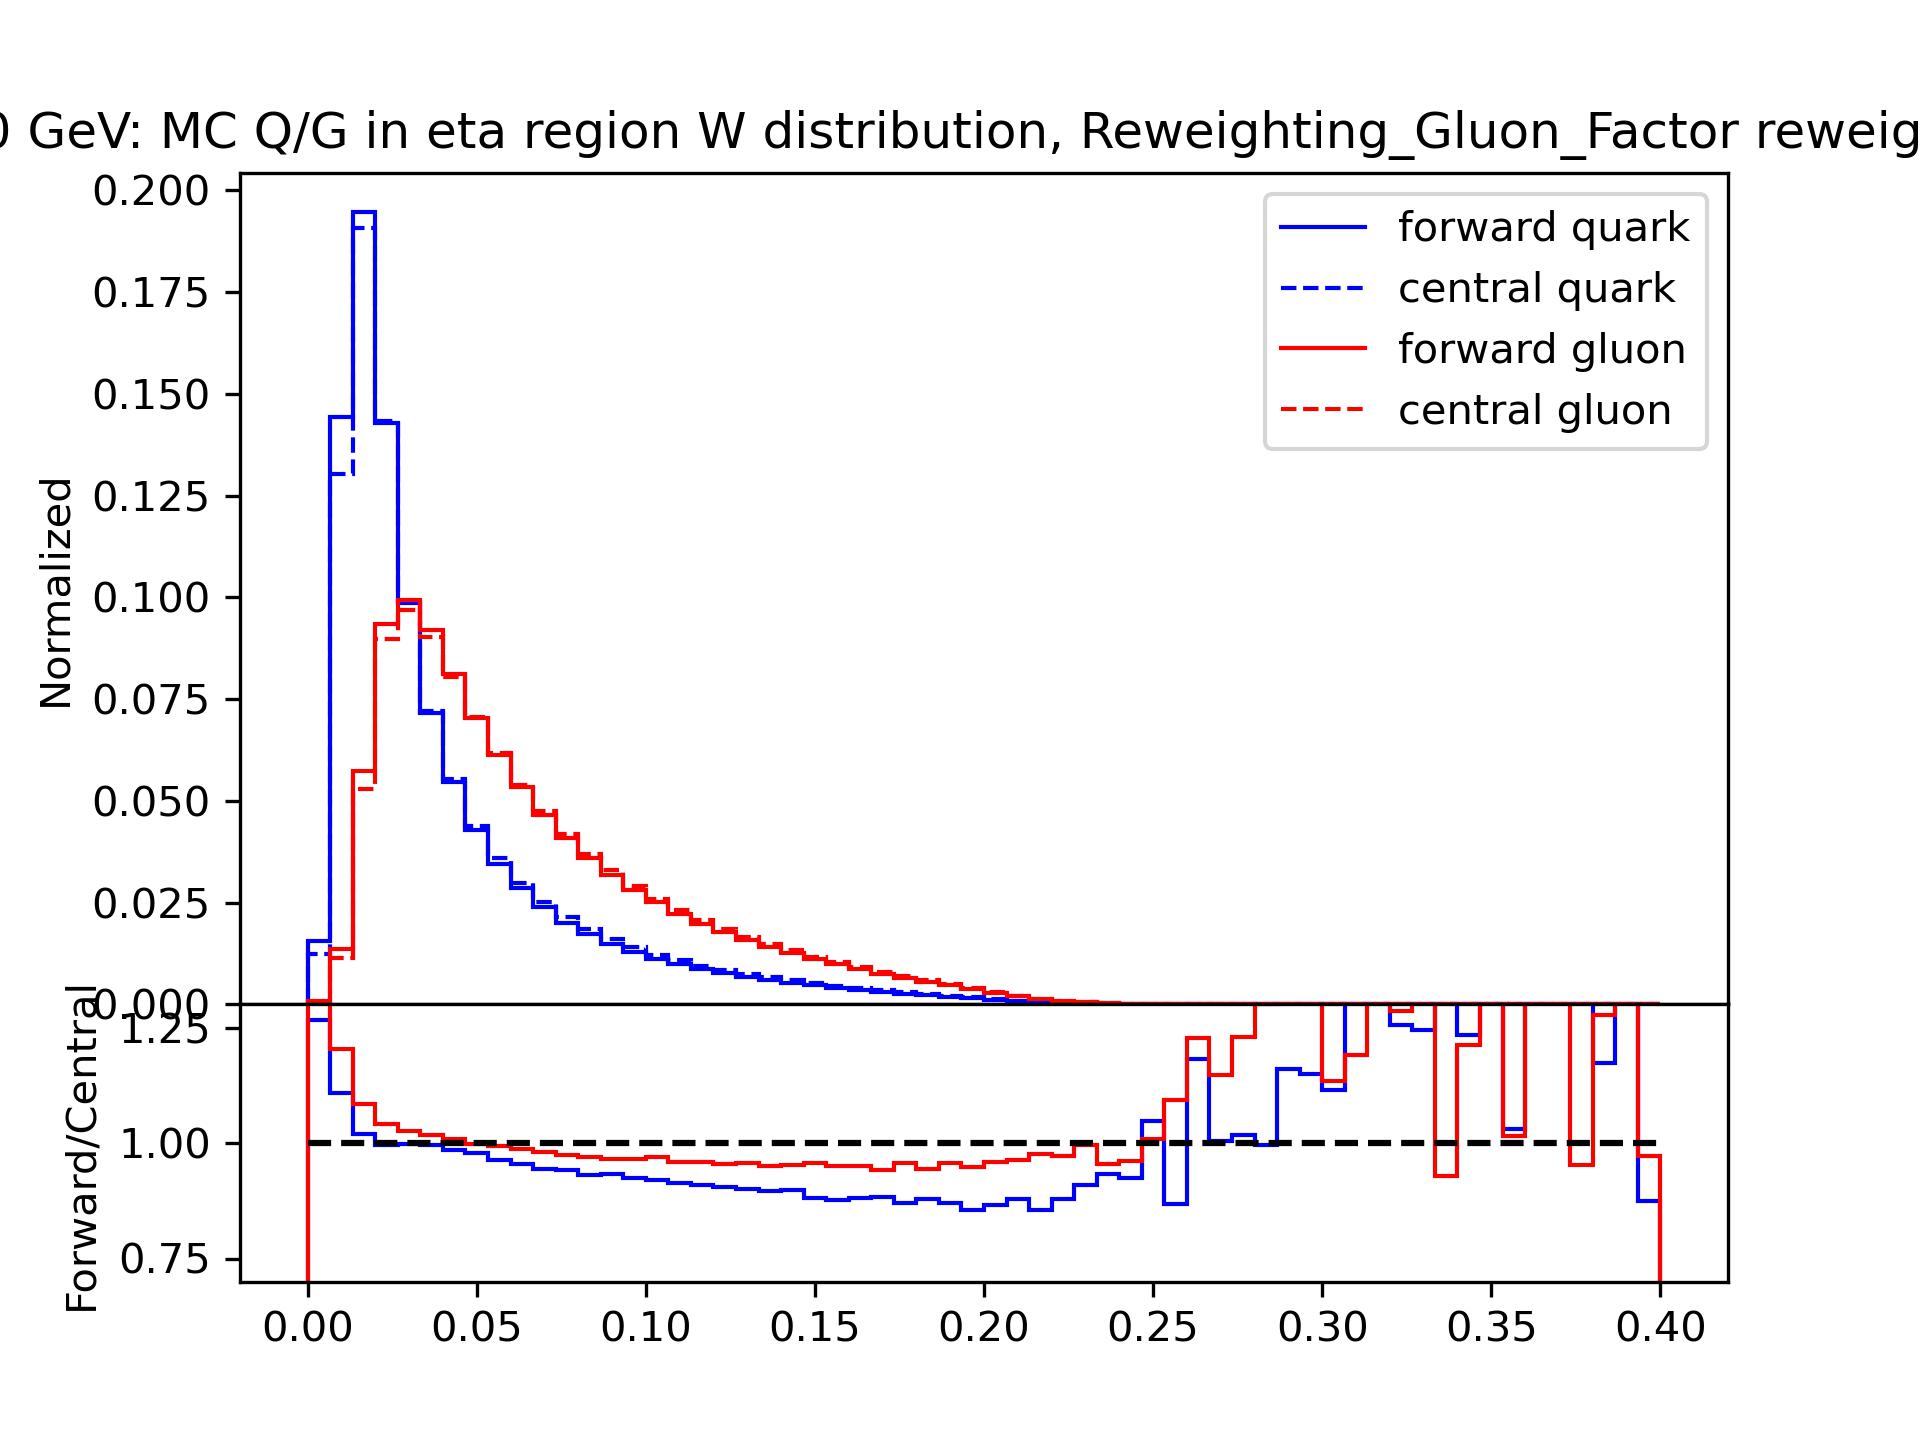 0 GeV: MC Q/G in eta region W distribution, Reweighting_Gluon_Factor reweig
0.200
0.175
0.150
0.125
0.100
0.075
0.050
0.025
0.000
Normalized
forward quark
central quark
forward gluon
central gluon
1.25
1.00
0.75
Forward/Central
0.00 0.05 0.10 0.15 0.20 0.25 0.30 0.35 0.40